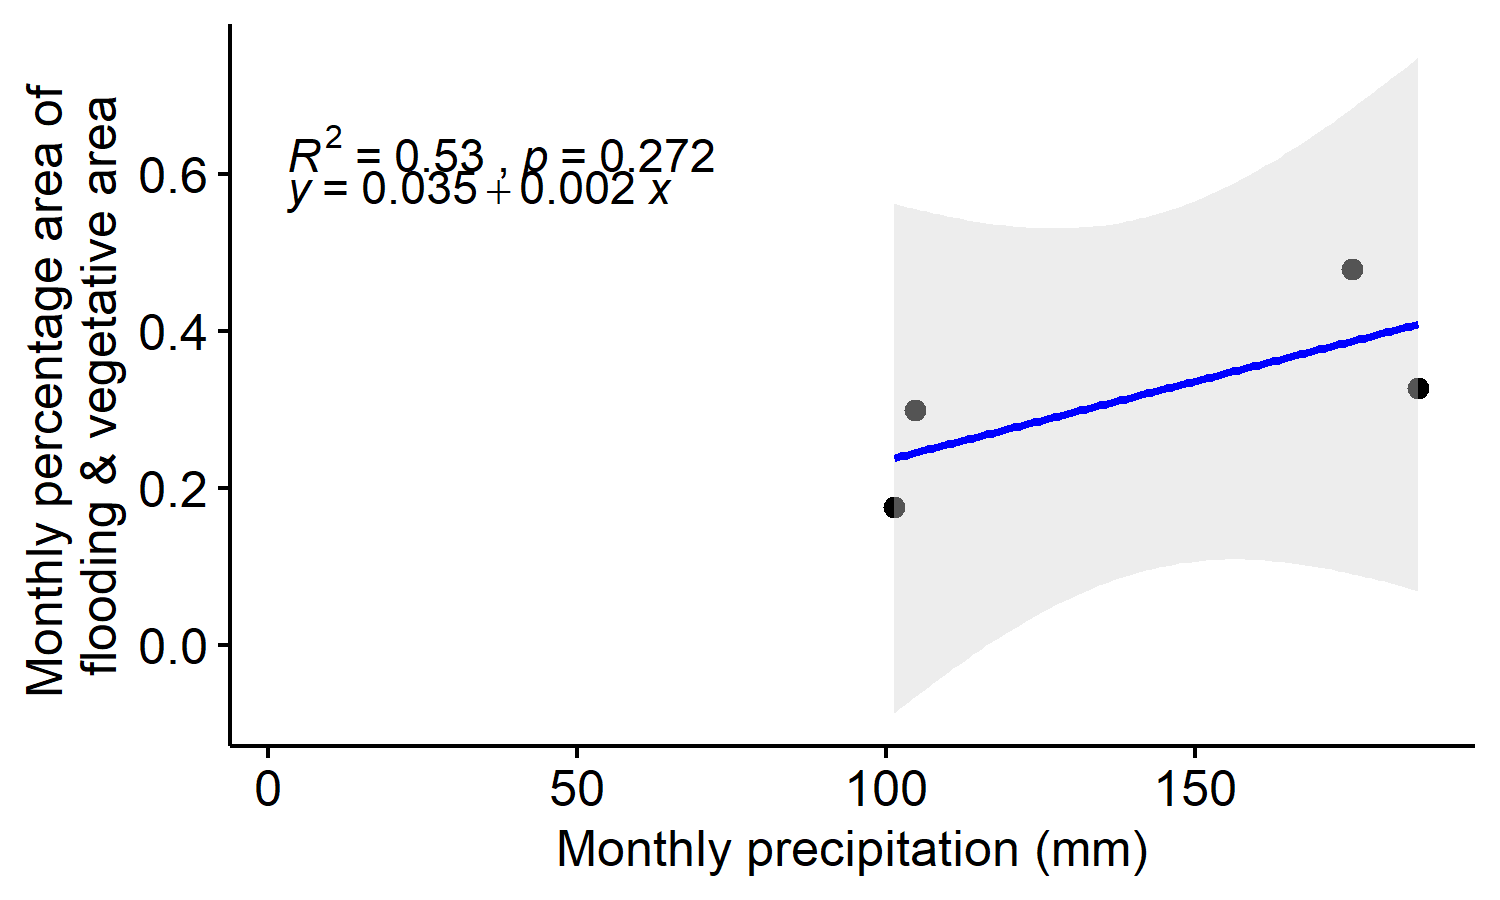 Monthly percentage area of
flooding & vegetative area
R² = 0.53 , p = 0.272
y = 0.035 + 0.002 x
0.6
0.4
0.2
0.0
0 50 100 150
Monthly precipitation (mm)